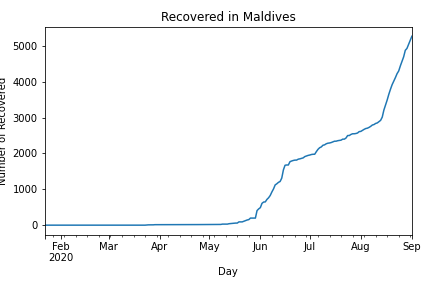 Recovered in Maldives
Number of Recovered
5000
4000
3000
2000
1000
0
Feb Mar Apr May Jun Jul Aug Sep
2020
Day